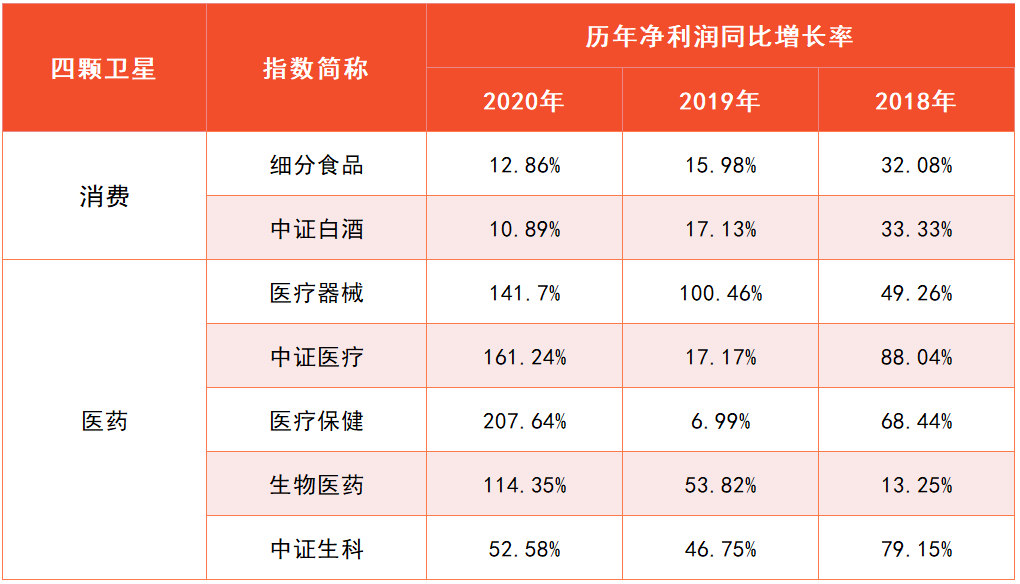 四颗卫星 指数简称 历年净利润同比增长率
2020年 2019年 2018年
消费
细分食品 12.86% 15.98% 32.08%
中证白酒 10.89% 17.13% 33.33%
医药
医疗器械 141.7% 100.46% 49.26%
中证医疗 161.24% 17.17% 88.04%
医疗保健 207.64% 6.99% 68.44%
生物医药 114.35% 53.82% 13.25%
中证生科 52.58% 46.75% 79.15%